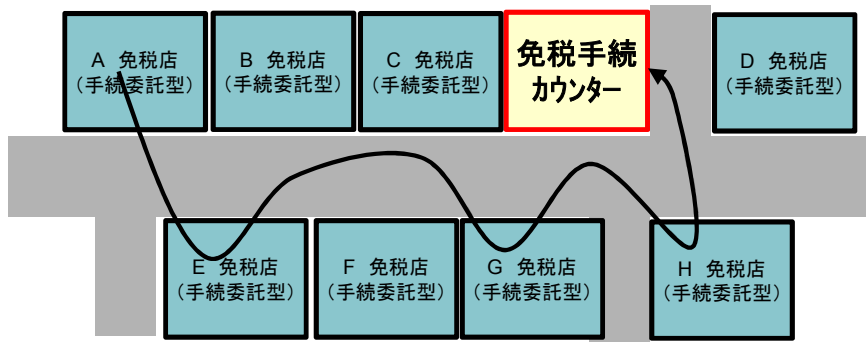 A 免税店
(手続委託型)
B 免税店
(手続委託型)
C 免税店
(手続委託型)
免税手続
カウンター
D 免税店
(手続委託型)
E 免税店
(手続委託型)
F 免税店
(手続委託型)
G 免税店
(手続委託型)
H 免税店
(手続委託型)